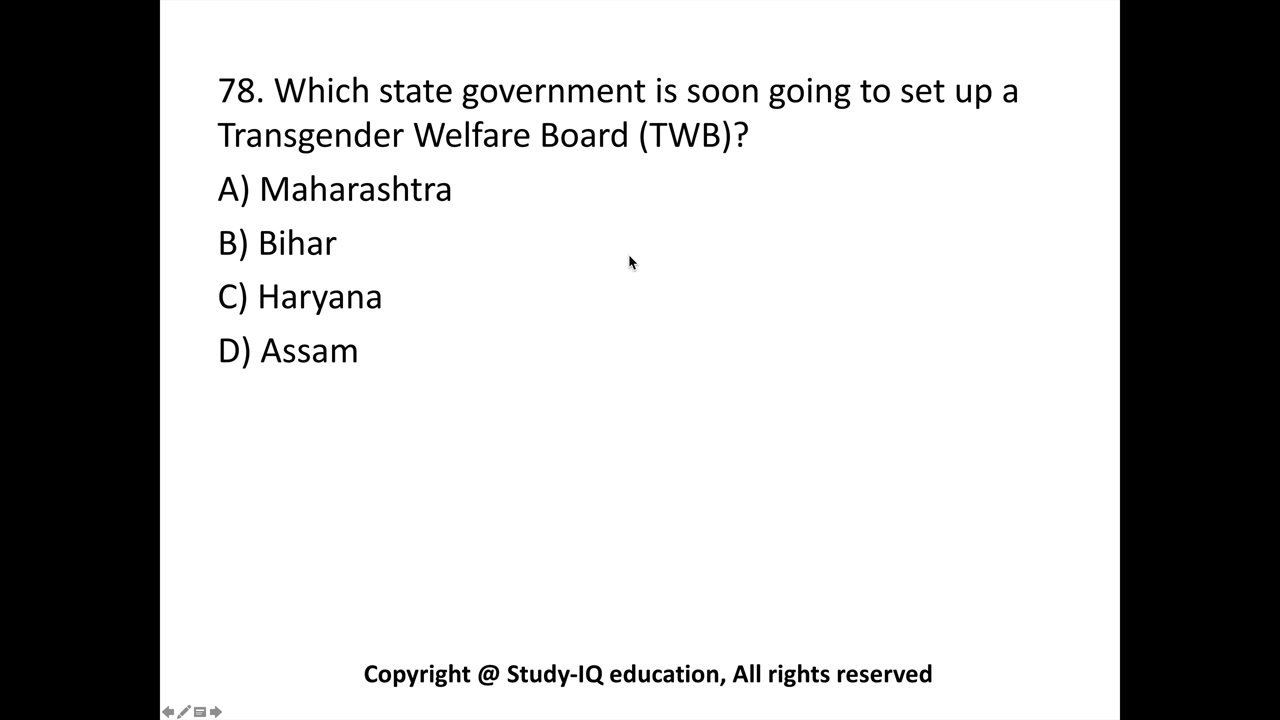 78. Which state government is soon going to set up a
Transgender Welfare Board (TWB)?
A) Maharashtra
B) Bihar
C) Haryana
D) Assam
Copyright @ Study-IQ education, All rights reserved